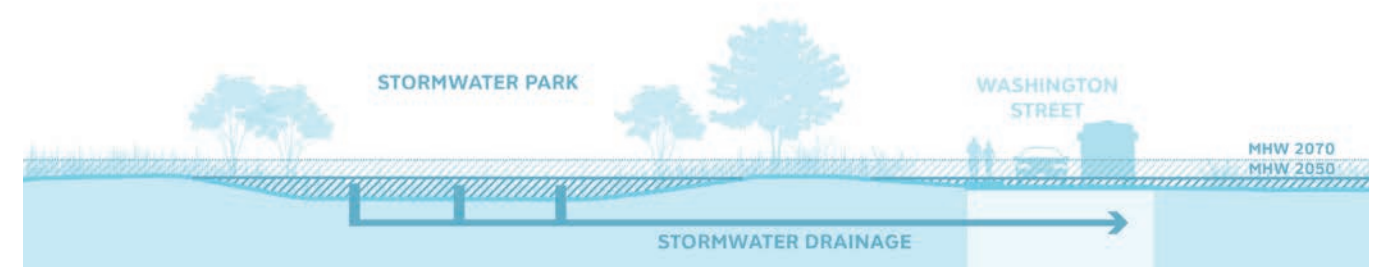 STORMWATER PARK
WASHINGTON
STREET
MHW 2070
MHW 2050
STORMWATER DRAINAGE